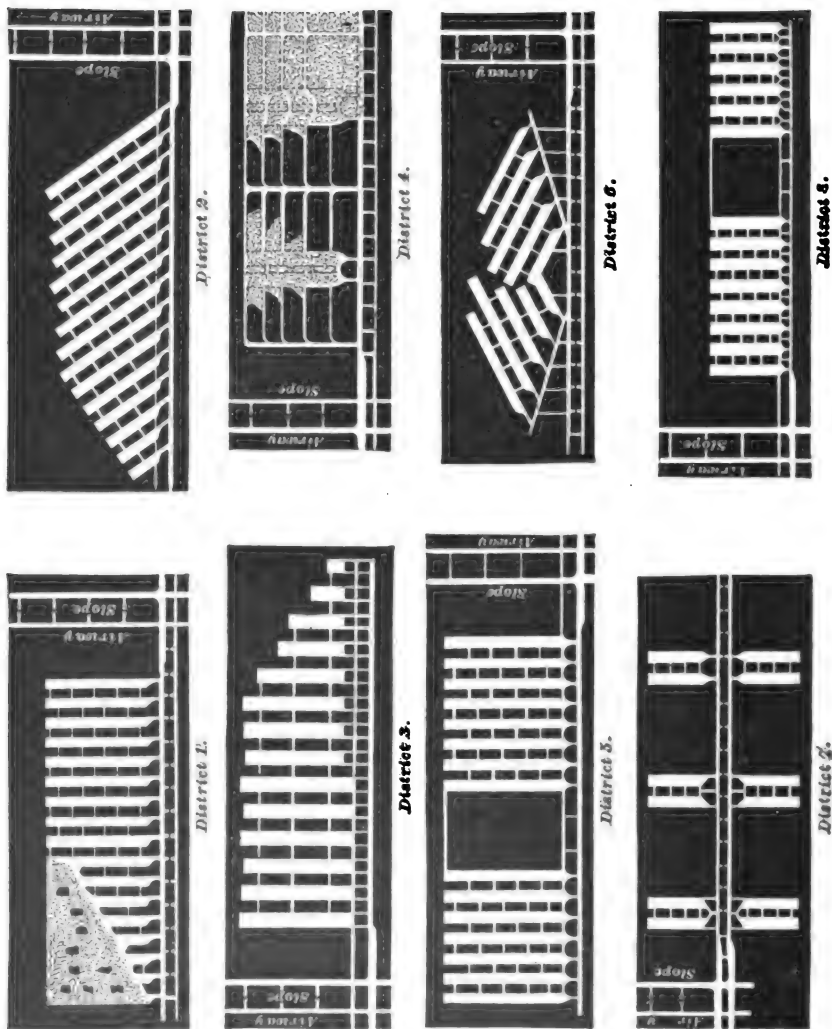 Airway
Slope
District 2.
District 4.
Slope
Airway
Slope
Airway
District 6.
District 8.
Slope
Airway
Slope
Airway
District 1.
District 3.
Slope
Airway
Airway
Slope
District 5.
District 7.
Slope
Air